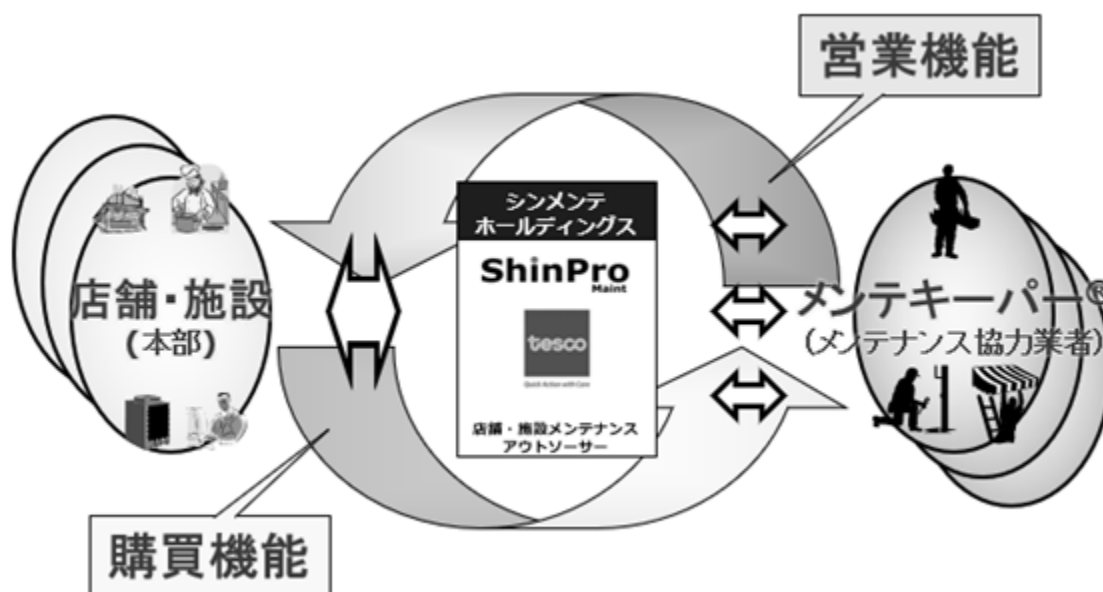 営業機能
シンメンテ
ホールディングス
ShinPro
Maint
tesco
Quick Action with Care
店舗・施設メンテナンス
アウトソーサー
店舗・施設
(本部)
メンテキーパー®
(メンテナンス協力業者)
購買機能